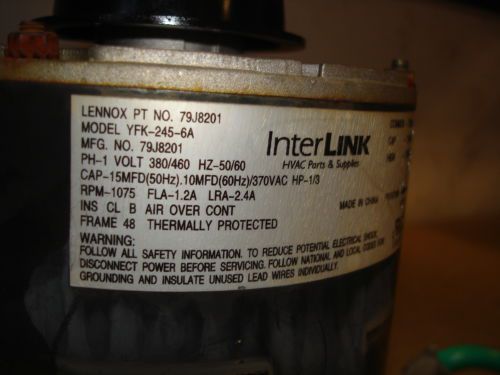 LENNOX PT NO. 79J8201
MODEL YFK-245-6A
MFG. NO. 79J8201
PH-1 VOLT 380/460 HZ-50/60
CAP-15MFD(50Hz).10MFD(60Hz)/370VAC HP-1/3
RPM-1075 FLA-1.2A LRA-2.4A
INS CL B AIR OVER CONT
FRAME 48 THERMALLY PROTECTED
WARNING:
FOLLOW ALL SAFETY INFORMATION. TO REDUCE POTENTIAL ELECTRICAL SHOCK,
DISCONNECT POWER BEFORE SERVICING. FOLLOW NATIONAL AND LOCAL CODES FOR
GROUNDING AND INSULATE UNUSED LEAD WIRES INDIVIDUALLY.
InterLINK
HVAC Parts & Supplies
MADE IN CHINA